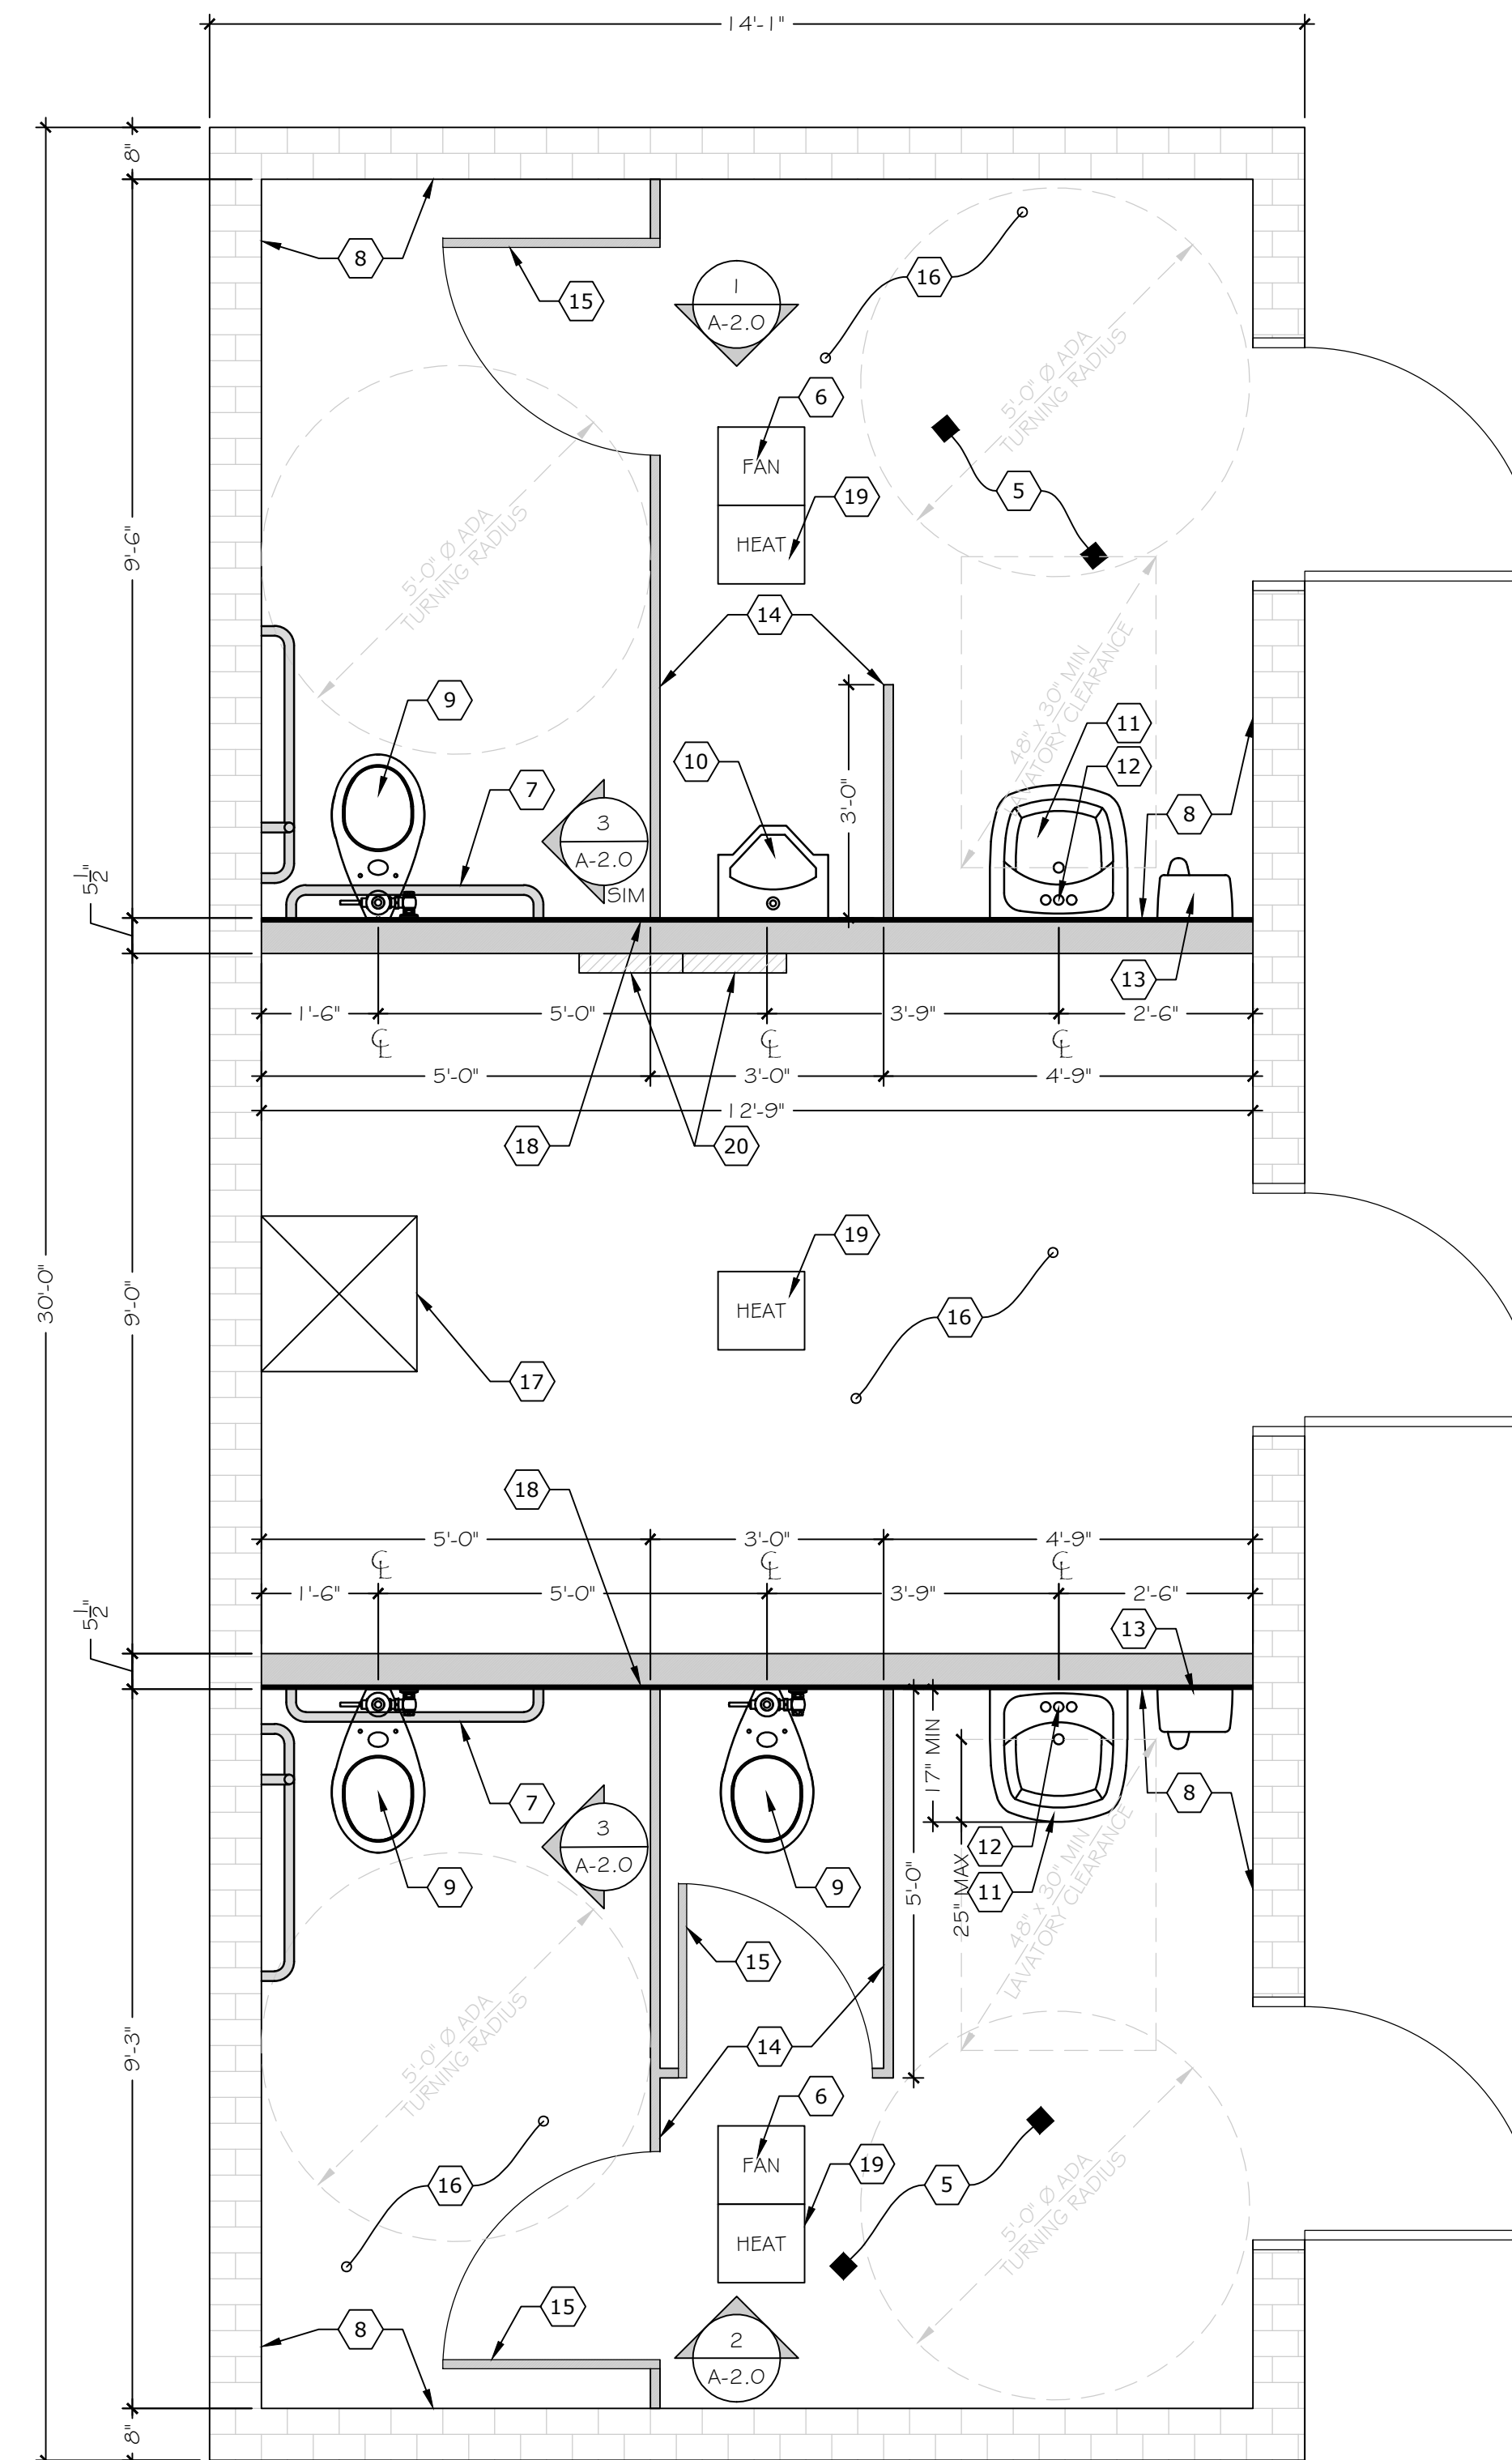 14'-1"
8"
8
15
16
1
A-2.0
5'-0" Ø ADA
TURNING RADIUS
6
FAN
5
19
HEAT
9'-6"
5'-0" Ø ADA
TURNING RADIUS
14
48" x 30" MIN
LAVATORY CLEARANCE
9
11
10
12
7
3'-0"
8
3
A-2.0
SIM
5 1/2"
13
1'-6"
5'-0"
3'-9"
2'-6"
CL
CL
CL
5'-0"
3'-0"
4'-9"
12'-9"
18
20
19
30'-0"
9'-0"
HEAT
16
17
18
5'-0"
3'-0"
4'-9"
CL
CL
CL
1'-6"
5'-0"
3'-9"
2'-6"
5 1/2"
13
17" MIN
7
8
3
A-2.0
12
9
9
5'-0"
25" MAX
11
48" x 30" MIN
LAVATORY CLEARANCE
15
14
9'-3"
5'-0" Ø ADA
TURNING RADIUS
6
FAN
19
16
5
5'-0" Ø ADA
TURNING RADIUS
HEAT
15
8
2
A-2.0
8"